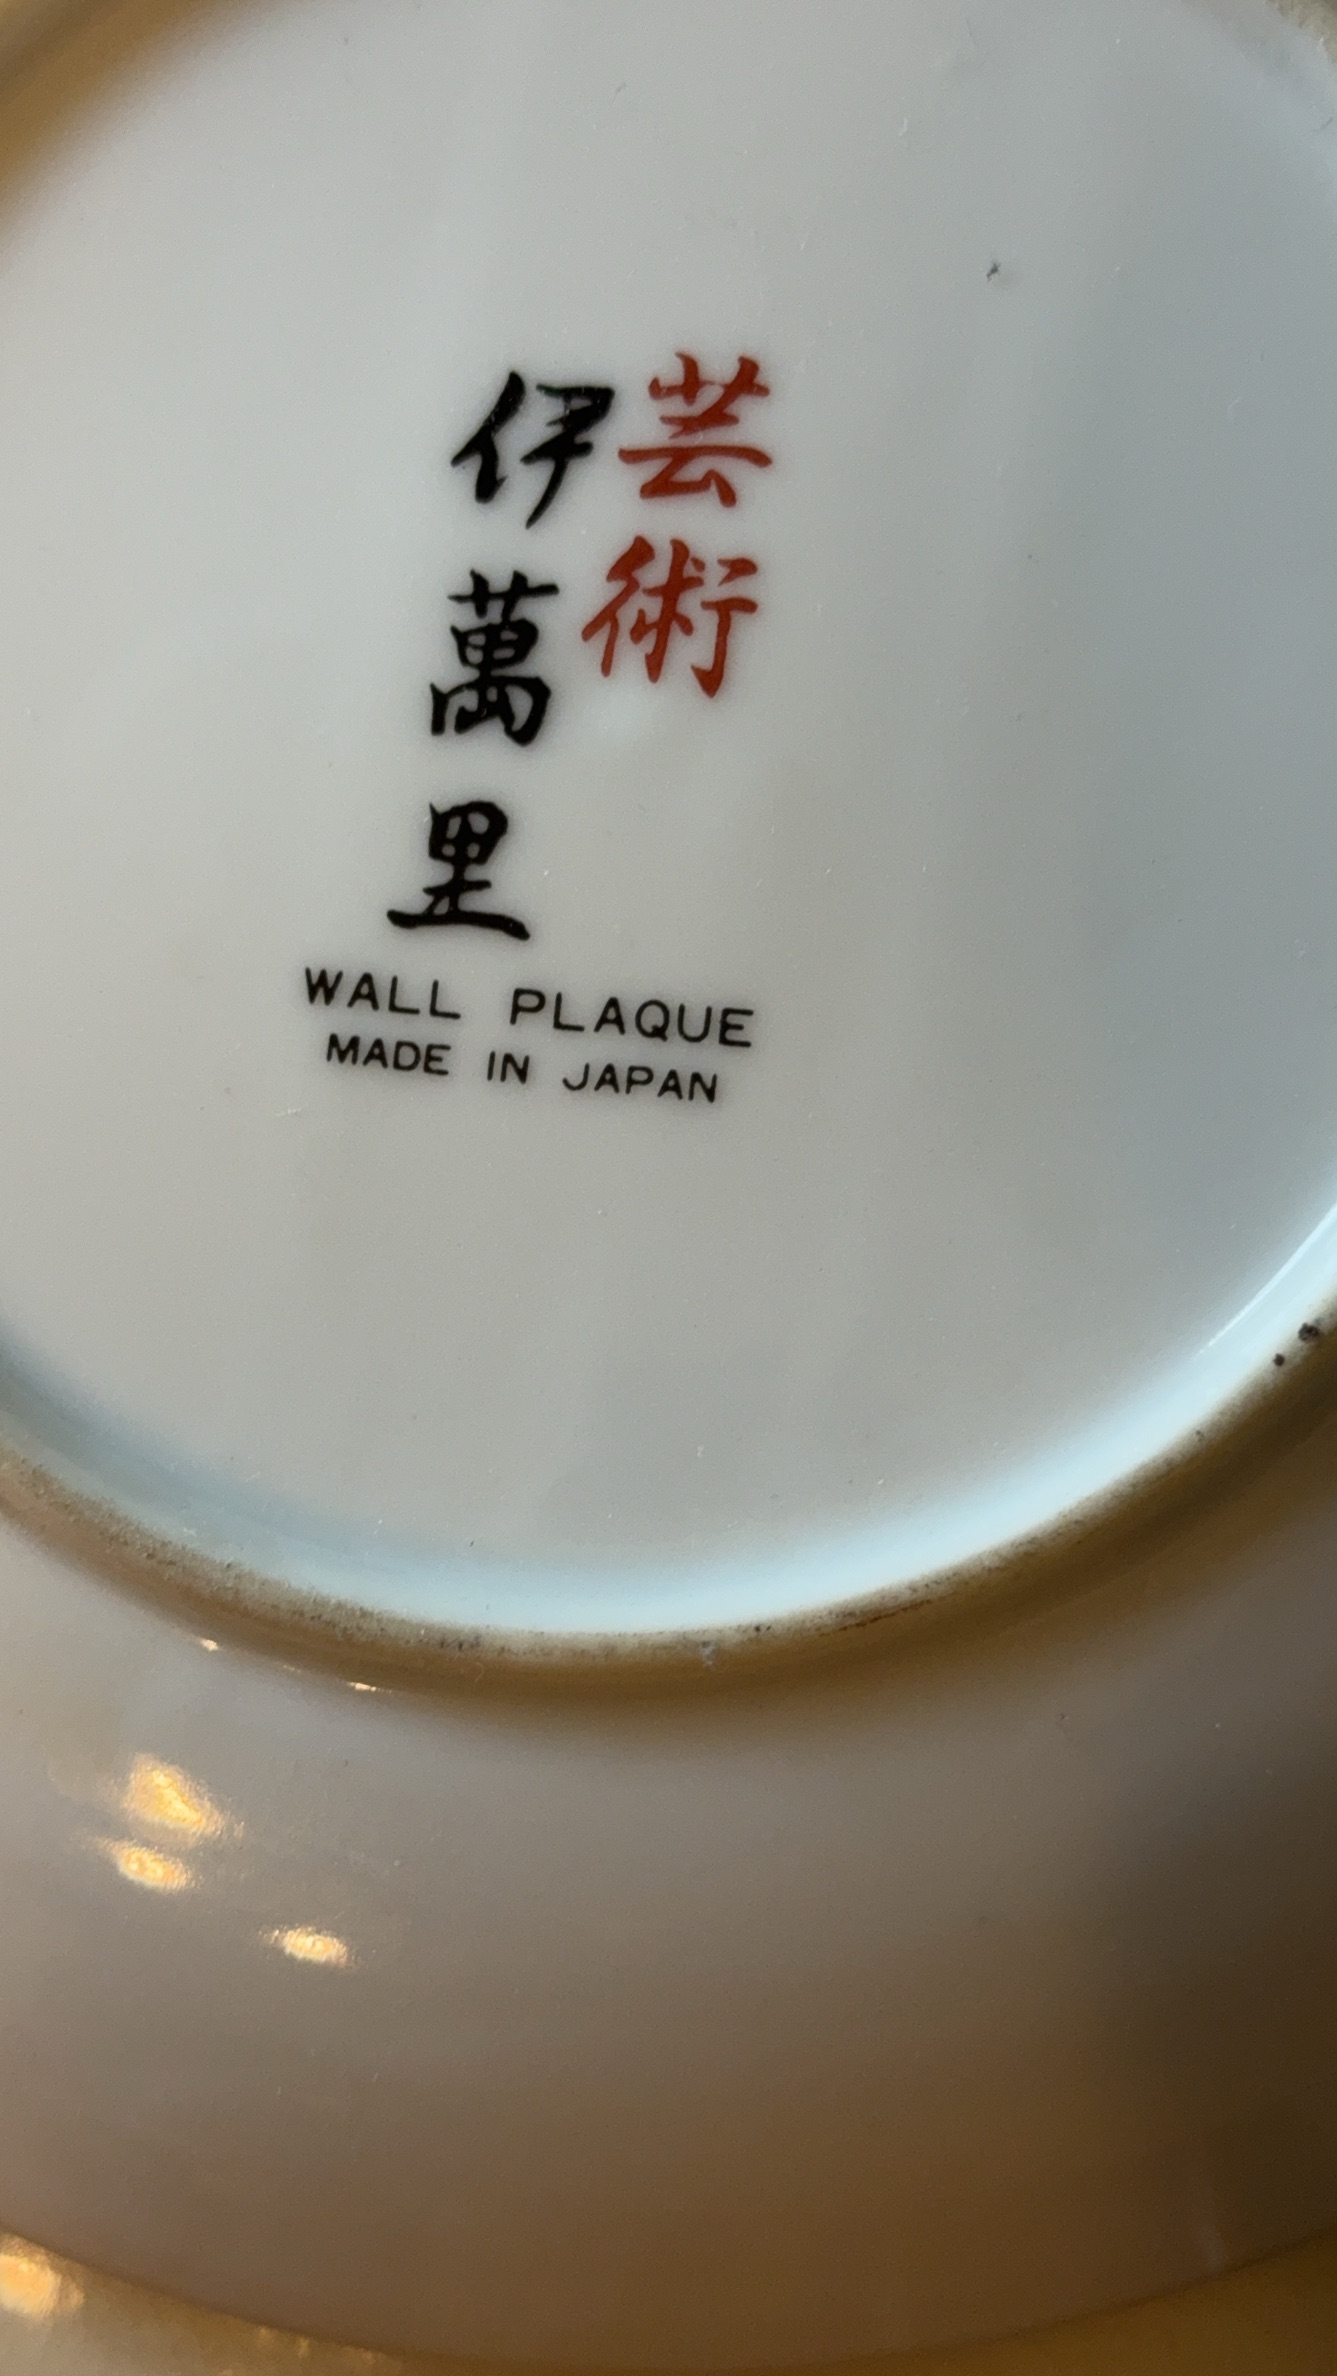 芸術
伊萬里
WALL PLAQUE
MADE IN JAPAN